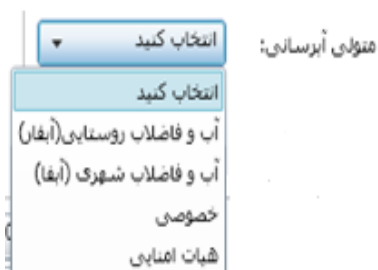 متولی آبرسانی: انتخاب کنید
انتخاب کنید
آب و فاضلاب روستایی(آبفار)
آب و فاضلاب شهری (آبفا)
خصوصی
هیات امنایی